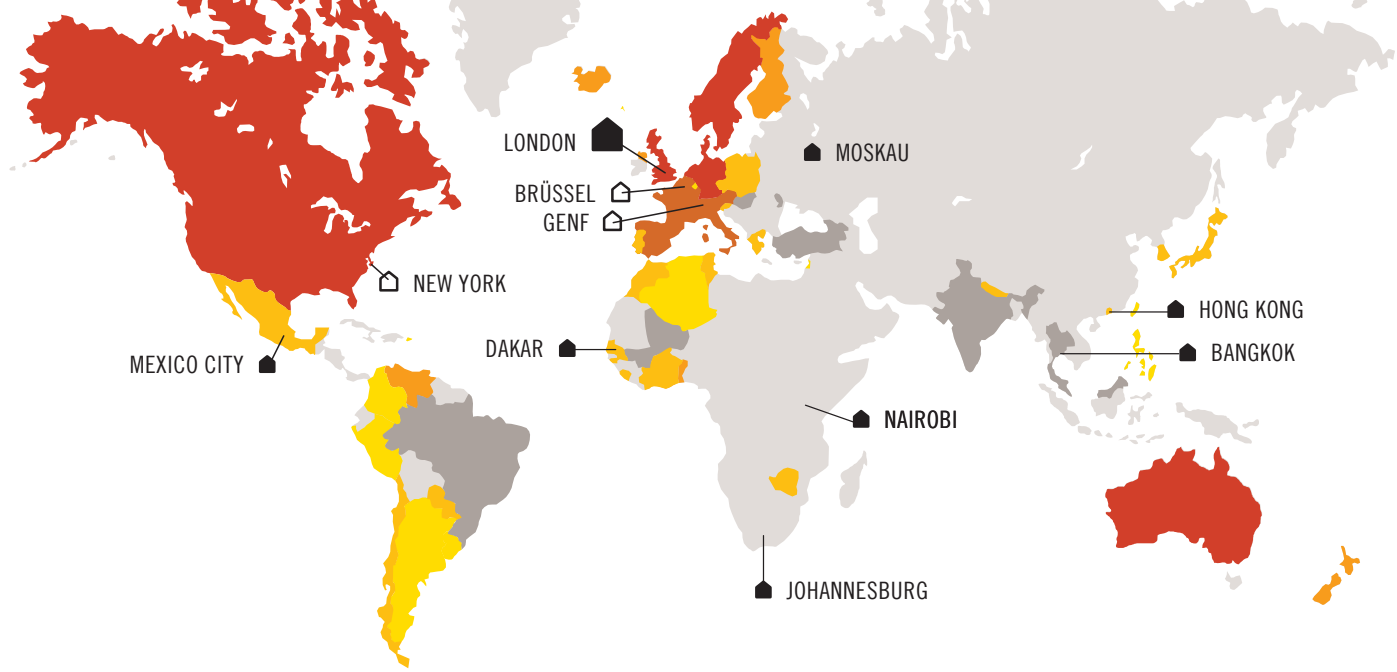 LONDON
MOSKAU
BRÜSSEL
GENF
NEW YORK
HONG KONG
DAKAR
BANGKOK
MEXICO CITY
NAIROBI
JOHANNESBURG